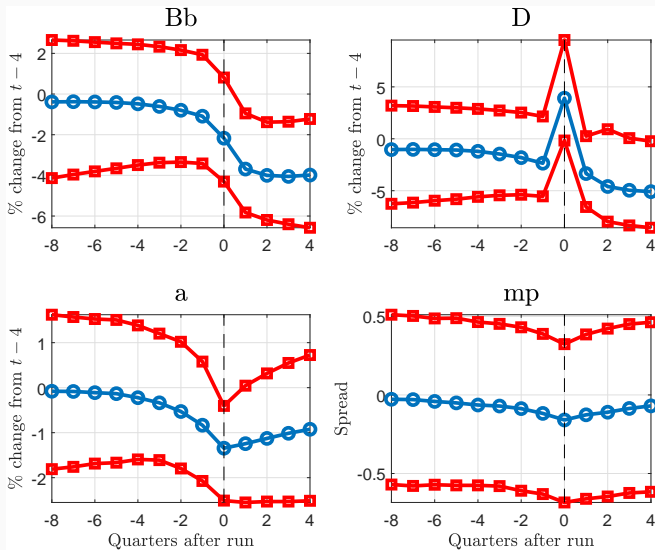 Bb
D
% change from t − 4
2
0
-2
-4
-6
-8 -6 -4 -2 0 2 4
% change from t − 4
5
0
-5
-8 -6 -4 -2 0 2 4
a
mp
% change from t − 4
1
0
-1
-2
-8 -6 -4 -2 0 2 4
Quarters after run
Spread
0.5
0
-0.5
-8 -6 -4 -2 0 2 4
Quarters after run